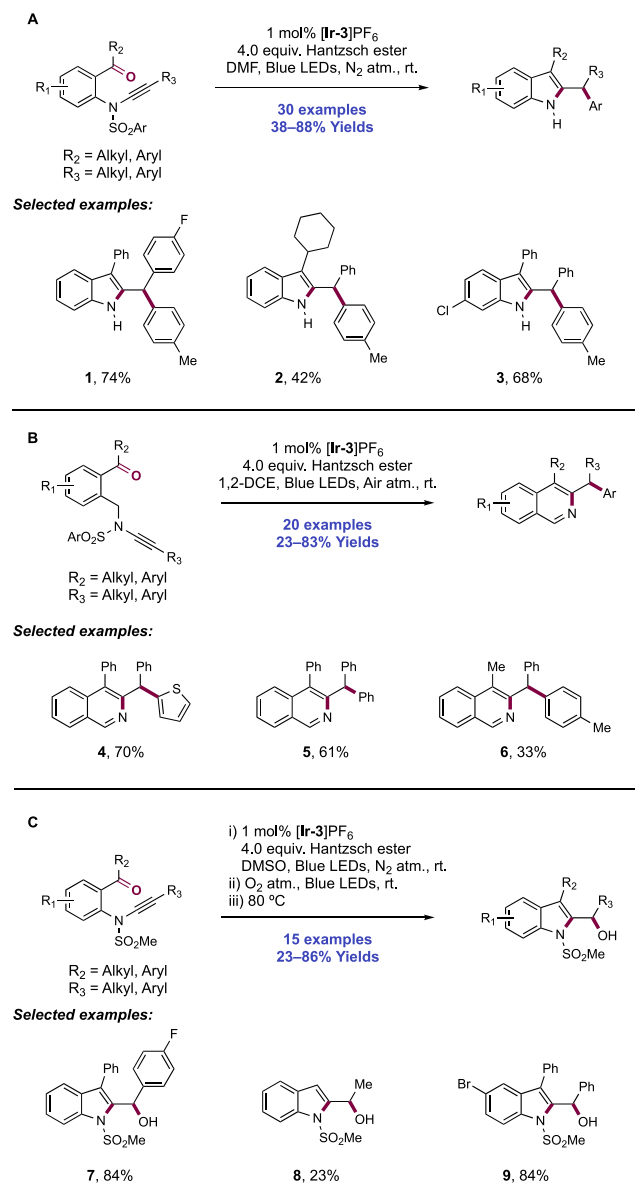 A
1 mol% [Ir-3]PF6
4.0 equiv. Hantzsch ester
DMF, Blue LEDs, N2 atm., rt.
30 examples
38–88% Yields
R2
O
R1
R3
N
SO2Ar
R2 = Alkyl, Aryl
R3 = Alkyl, Aryl
R2
R3
R1
N
H
Ar
Selected examples:
F
Ph
N
H
Me
1, 74%
Ph
N
H
Me
2, 42%
Ph
Ph
Cl
N
H
Me
3, 68%
B
1 mol% [Ir-3]PF6
4.0 equiv. Hantzsch ester
1,2-DCE, Blue LEDs, Air atm., rt.
20 examples
23–83% Yields
R2
O
R1
N
ArO2S
R3
R2 = Alkyl, Aryl
R3 = Alkyl, Aryl
R2
R3
R1
Ar
N
Selected examples:
Ph
Ph
S
N
4, 70%
Ph
Ph
Ph
N
5, 61%
Me
Ph
N
Me
6, 33%
C
i) 1 mol% [Ir-3]PF6
4.0 equiv. Hantzsch ester
DMSO, Blue LEDs, N2 atm., rt.
ii) O2 atm., Blue LEDs, rt.
iii) 80 ºC
15 examples
23–86% Yields
R2
O
R1
R3
N
SO2Me
R2 = Alkyl, Aryl
R3 = Alkyl, Aryl
R2
R3
R1
N
OH
SO2Me
Selected examples:
F
Ph
N
OH
SO2Me
7, 84%
Me
N
OH
SO2Me
8, 23%
Ph
Br
Ph
N
OH
SO2Me
9, 84%